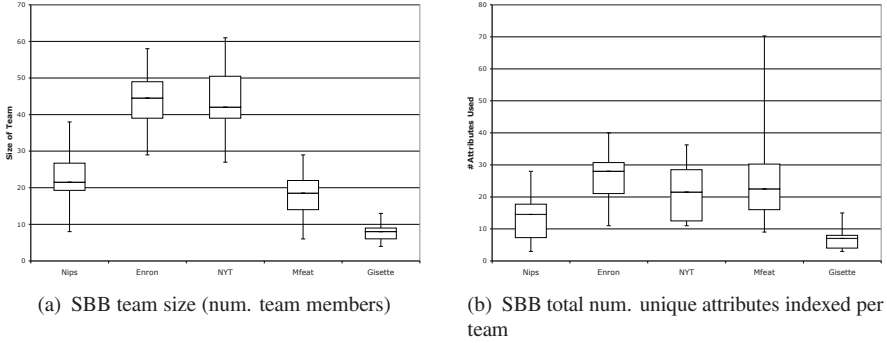 70
60
50
40
30
20
10
0
Size of Team
Nips Enron NYT Mfeat Gisette
(a) SBB team size (num. team members)
80
70
60
50
40
30
20
10
0
#Attributes Used
Nips Enron NYT Mfeat Gisette
(b) SBB total num. unique attributes indexed per
team